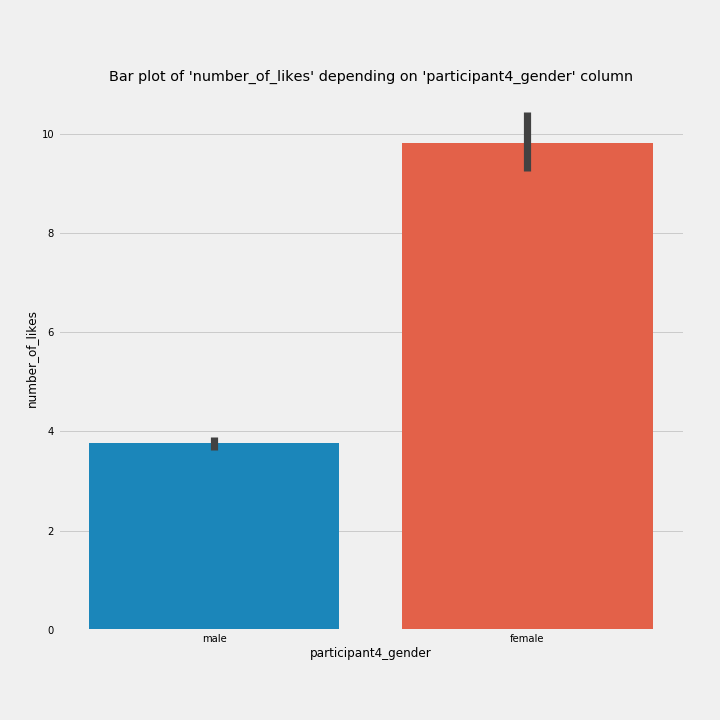 Bar plot of 'number_of_likes' depending on 'participant4_gender' column
10
8
6
4
2
0
number_of_likes
male female
participant4_gender